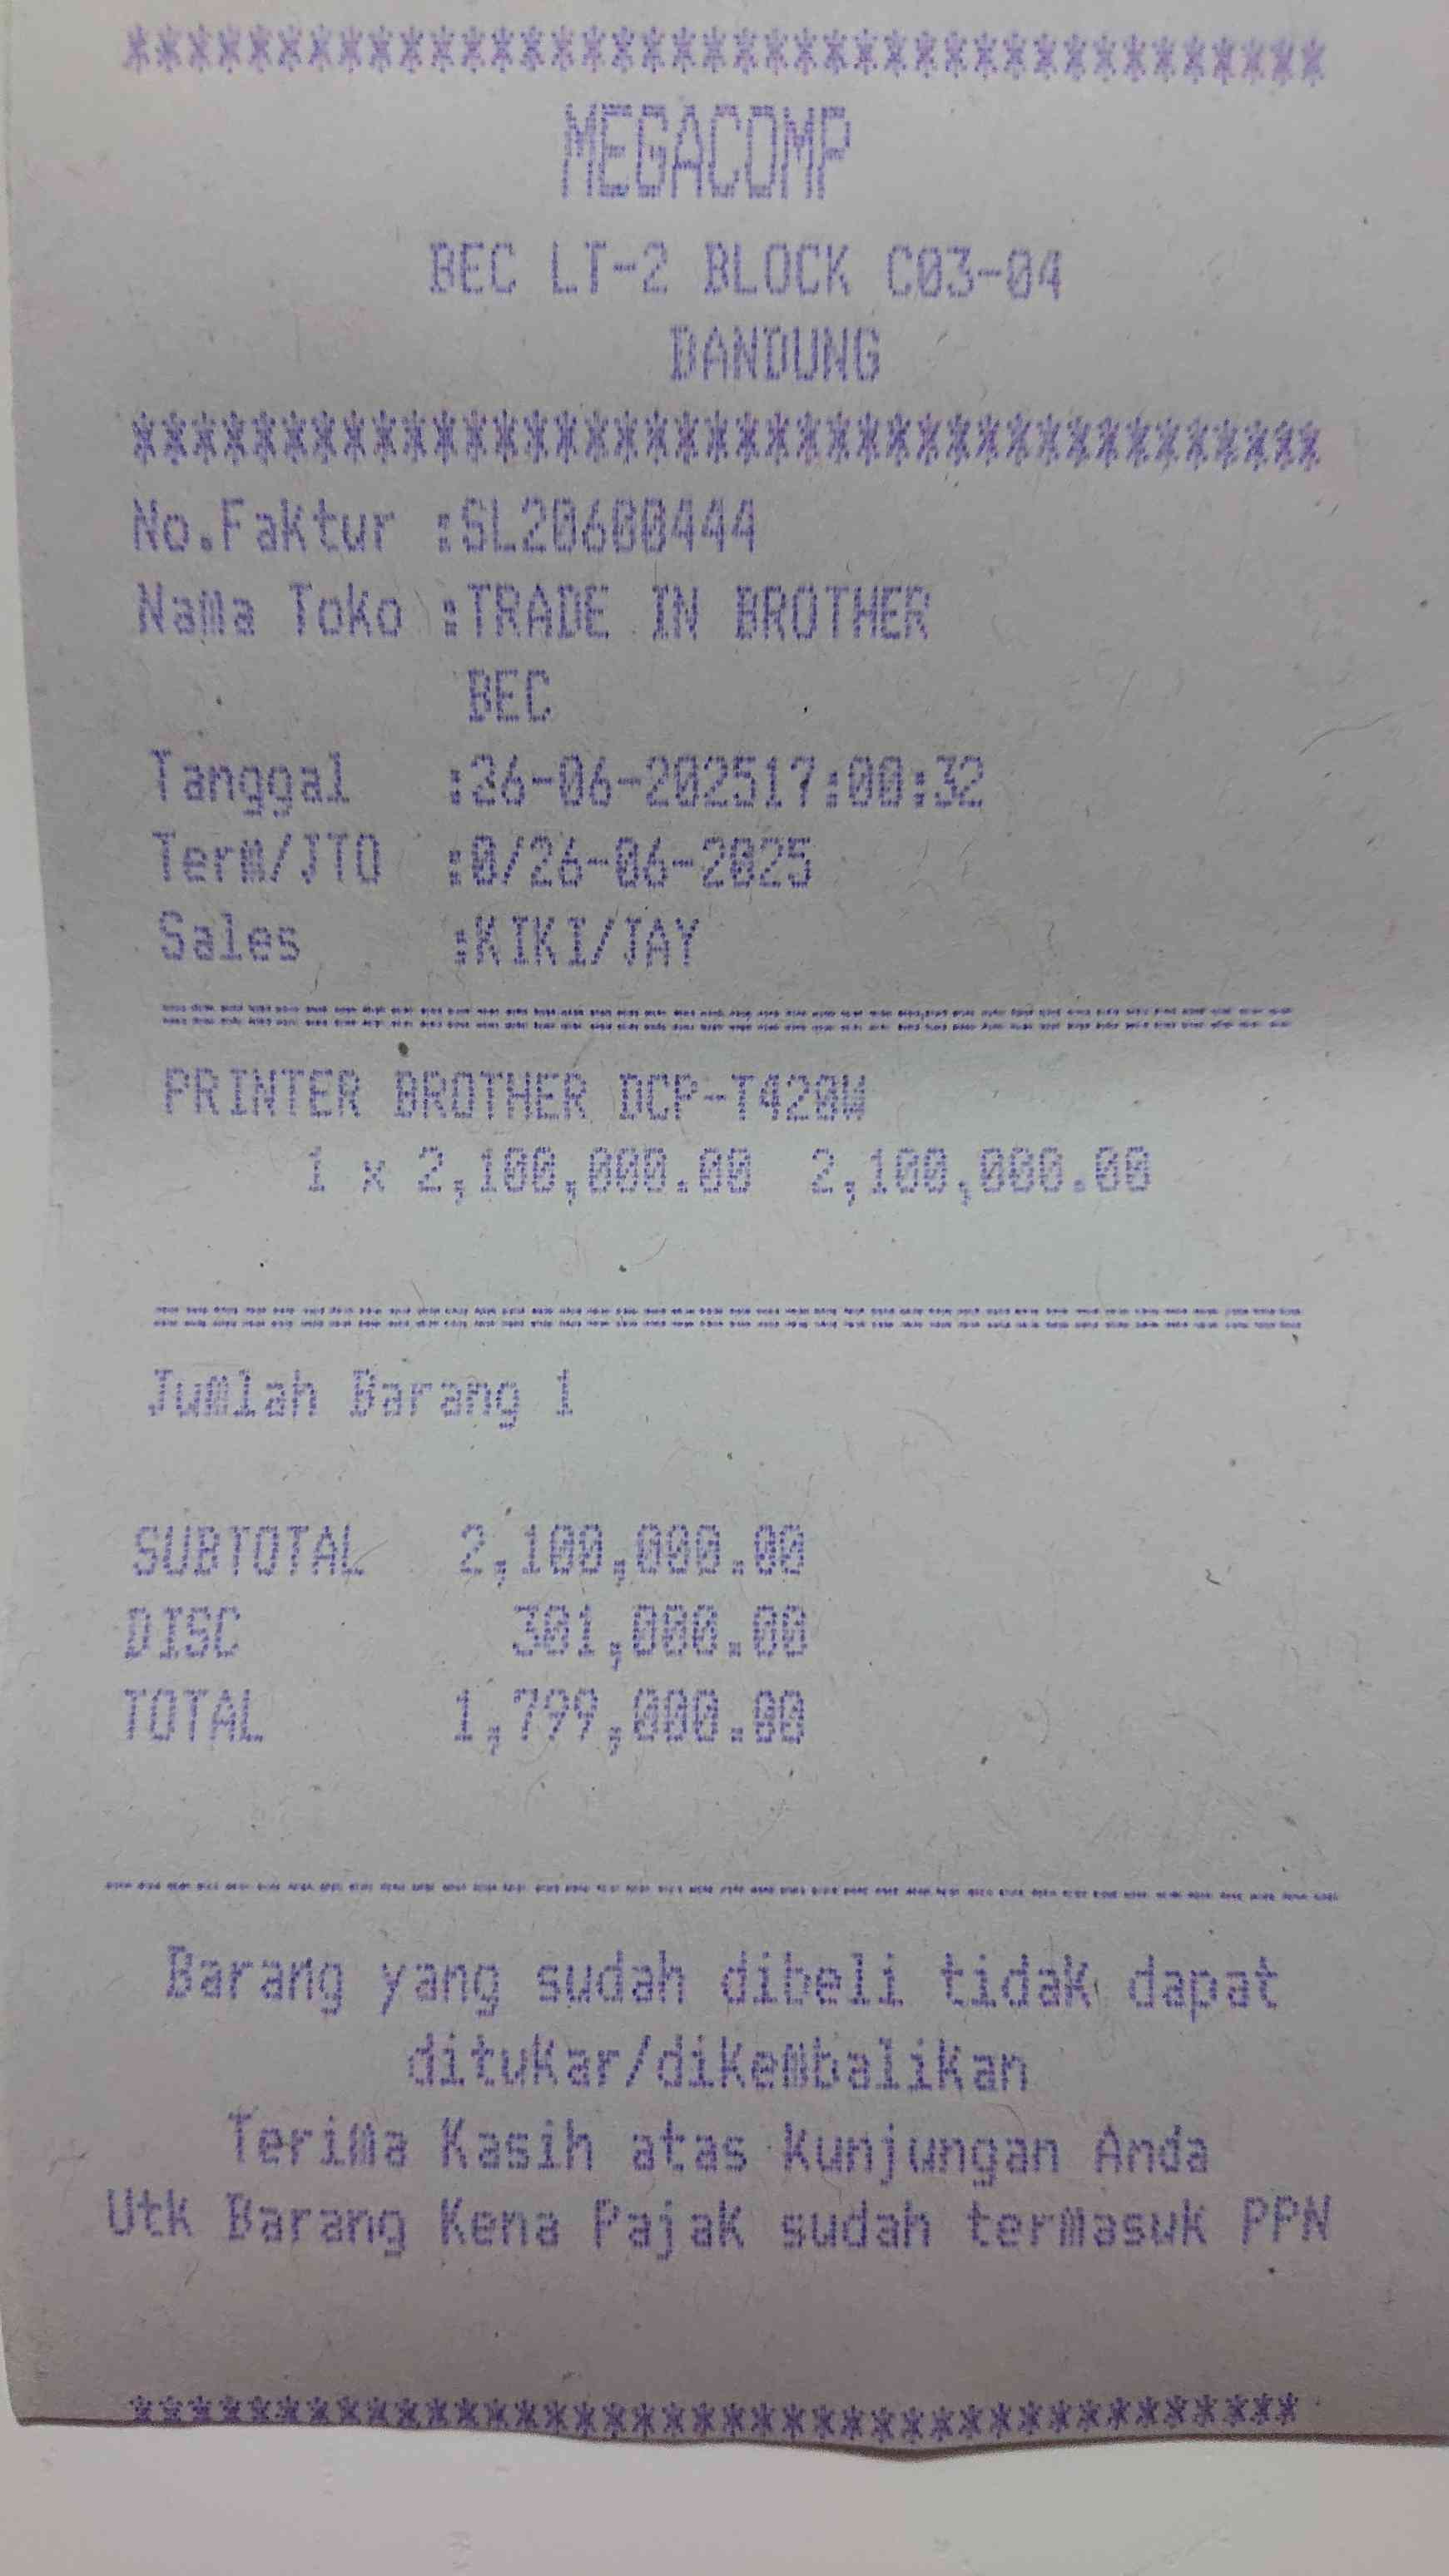 ****************************************
MEGACOMP
BEC LT-2 BLOCK C03-04
BANDUNG
****************************************
No.Faktur :SL20600444
Nama Toko :TRADE IN BROTHER
BEC
Tanggal :26-06-202517:00:32
Term/JTO :0/26-06-2025
Sales :KIKI/JAY
========================================
PRINTER BROTHER DCP-T420W
1 x 2,100,000.00 2,100,000.00
========================================
Jumlah Barang 1
SUBTOTAL 2,100,000.00
DISC 301,000.00
TOTAL 1,799,000.00
----------------------------------------
Barang yang sudah dibeli tidak dapat
ditukar/dikembalikan
Terima Kasih atas kunjungan Anda
Utk Barang Kena Pajak sudah termasuk PPN
****************************************